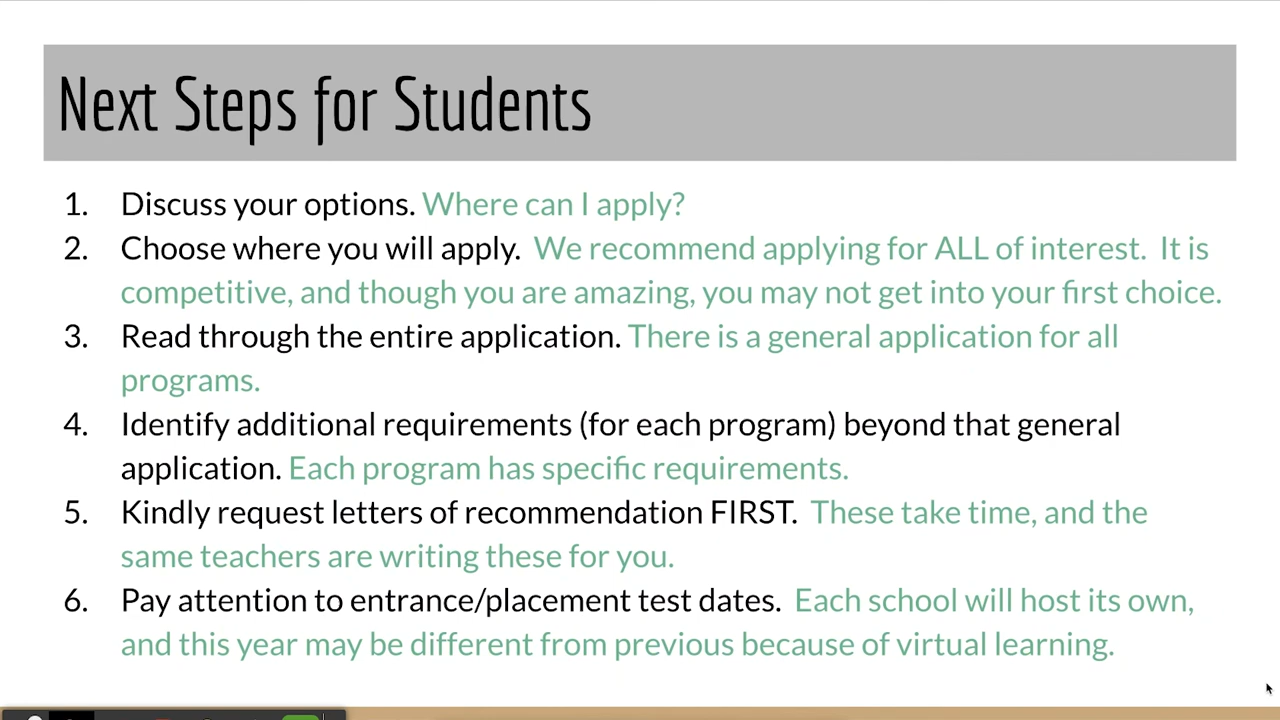 Next Steps for Students
1. Discuss your options. Where can I apply?
2. Choose where you will apply. We recommend applying for ALL of interest. It is
competitive, and though you are amazing, you may not get into your first choice.
3. Read through the entire application. There is a general application for all
programs.
4. Identify additional requirements (for each program) beyond that general
application. Each program has specific requirements.
5. Kindly request letters of recommendation FIRST. These take time, and the
same teachers are writing these for you.
6. Pay attention to entrance/placement test dates. Each school will host its own,
and this year may be different from previous because of virtual learning.